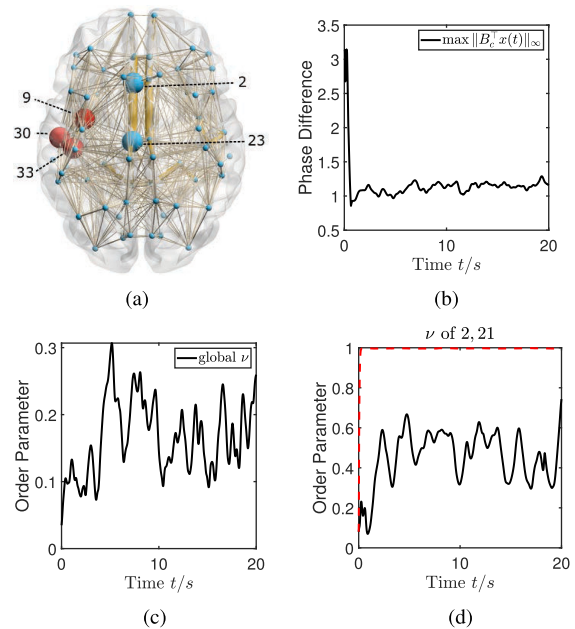 9
30
33
2
23
(a)
max ∥B_c^⊤ x(t)∥_∞
Phase Difference
3.5
3
2.5
2
1.5
1
0.5
0
10
20
Time t/s
(b)
global ν
Order Parameter
0.3
0.2
0.1
0
0
10
20
Time t/s
(c)
ν of 2, 21
Order Parameter
1
0.8
0.6
0.4
0.2
0
0
10
20
Time t/s
(d)